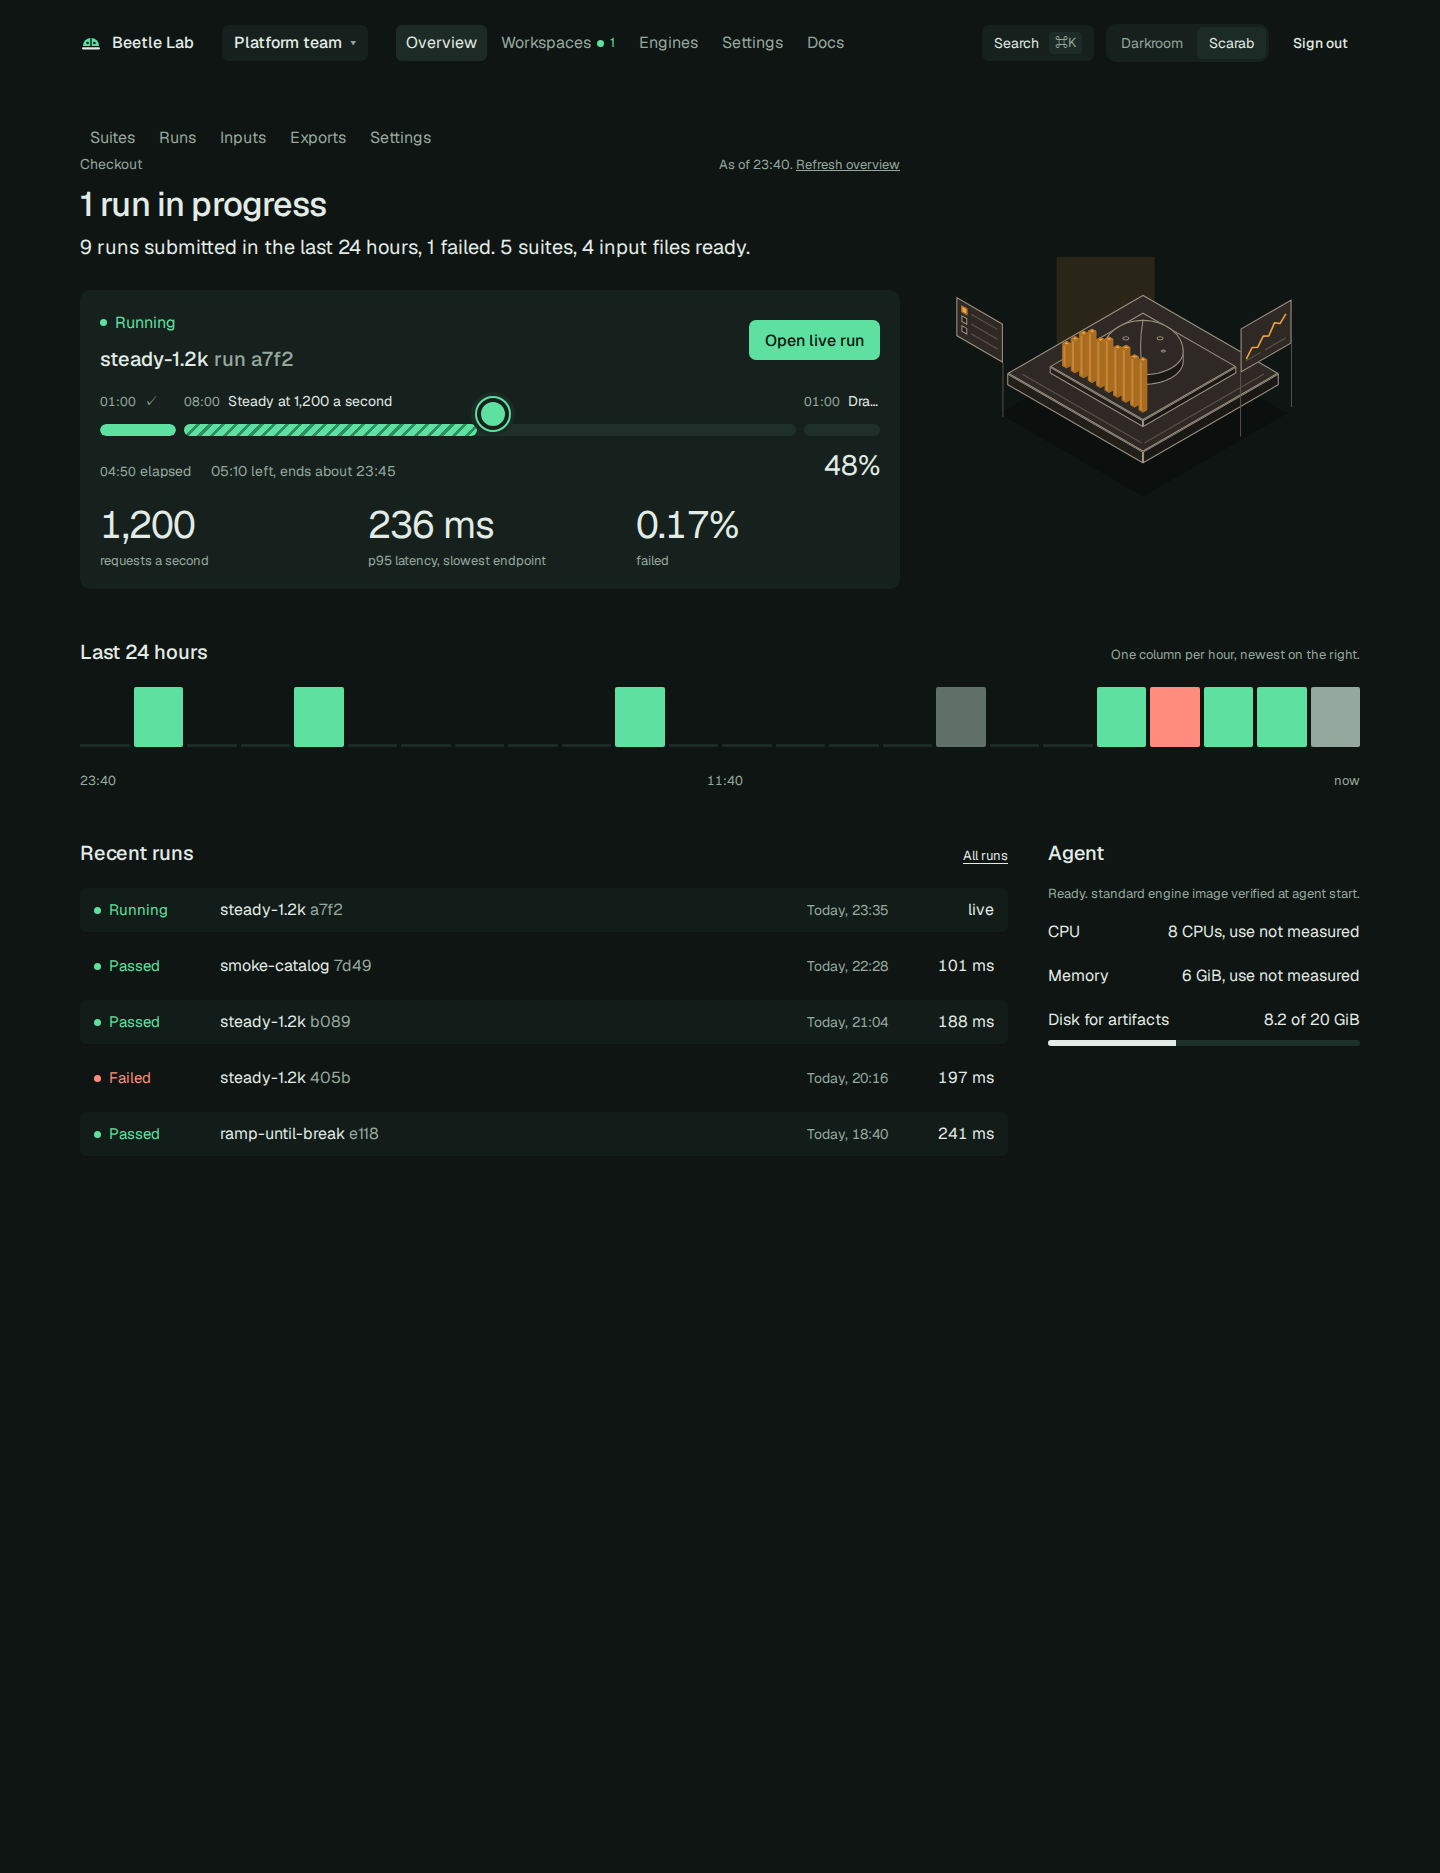 Beetle Lab Platform team Overview Workspaces 1 Engines Settings Docs Search ⌘K Darkroom Scarab Sign out
Suites Runs Inputs Exports Settings
Checkout As of 23:40. Refresh overview
1 run in progress
9 runs submitted in the last 24 hours, 1 failed. 5 suites, 4 input files ready.
Running
Open live run
steady-1.2k run a7f2
01:00 ✓ 08:00 Steady at 1,200 a second 01:00 Dra…
04:50 elapsed 05:10 left, ends about 23:45 48%
1,200 236 ms 0.17%
requests a second p95 latency, slowest endpoint failed
Last 24 hours One column per hour, newest on the right.
23:40 11:40 now
Recent runs All runs
Running steady-1.2k a7f2 Today, 23:35 live
Passed smoke-catalog 7d49 Today, 22:28 101 ms
Passed steady-1.2k b089 Today, 21:04 188 ms
Failed steady-1.2k 405b Today, 20:16 197 ms
Passed ramp-until-break e118 Today, 18:40 241 ms
Agent
Ready. standard engine image verified at agent start.
CPU 8 CPUs, use not measured
Memory 6 GiB, use not measured
Disk for artifacts 8.2 of 20 GiB